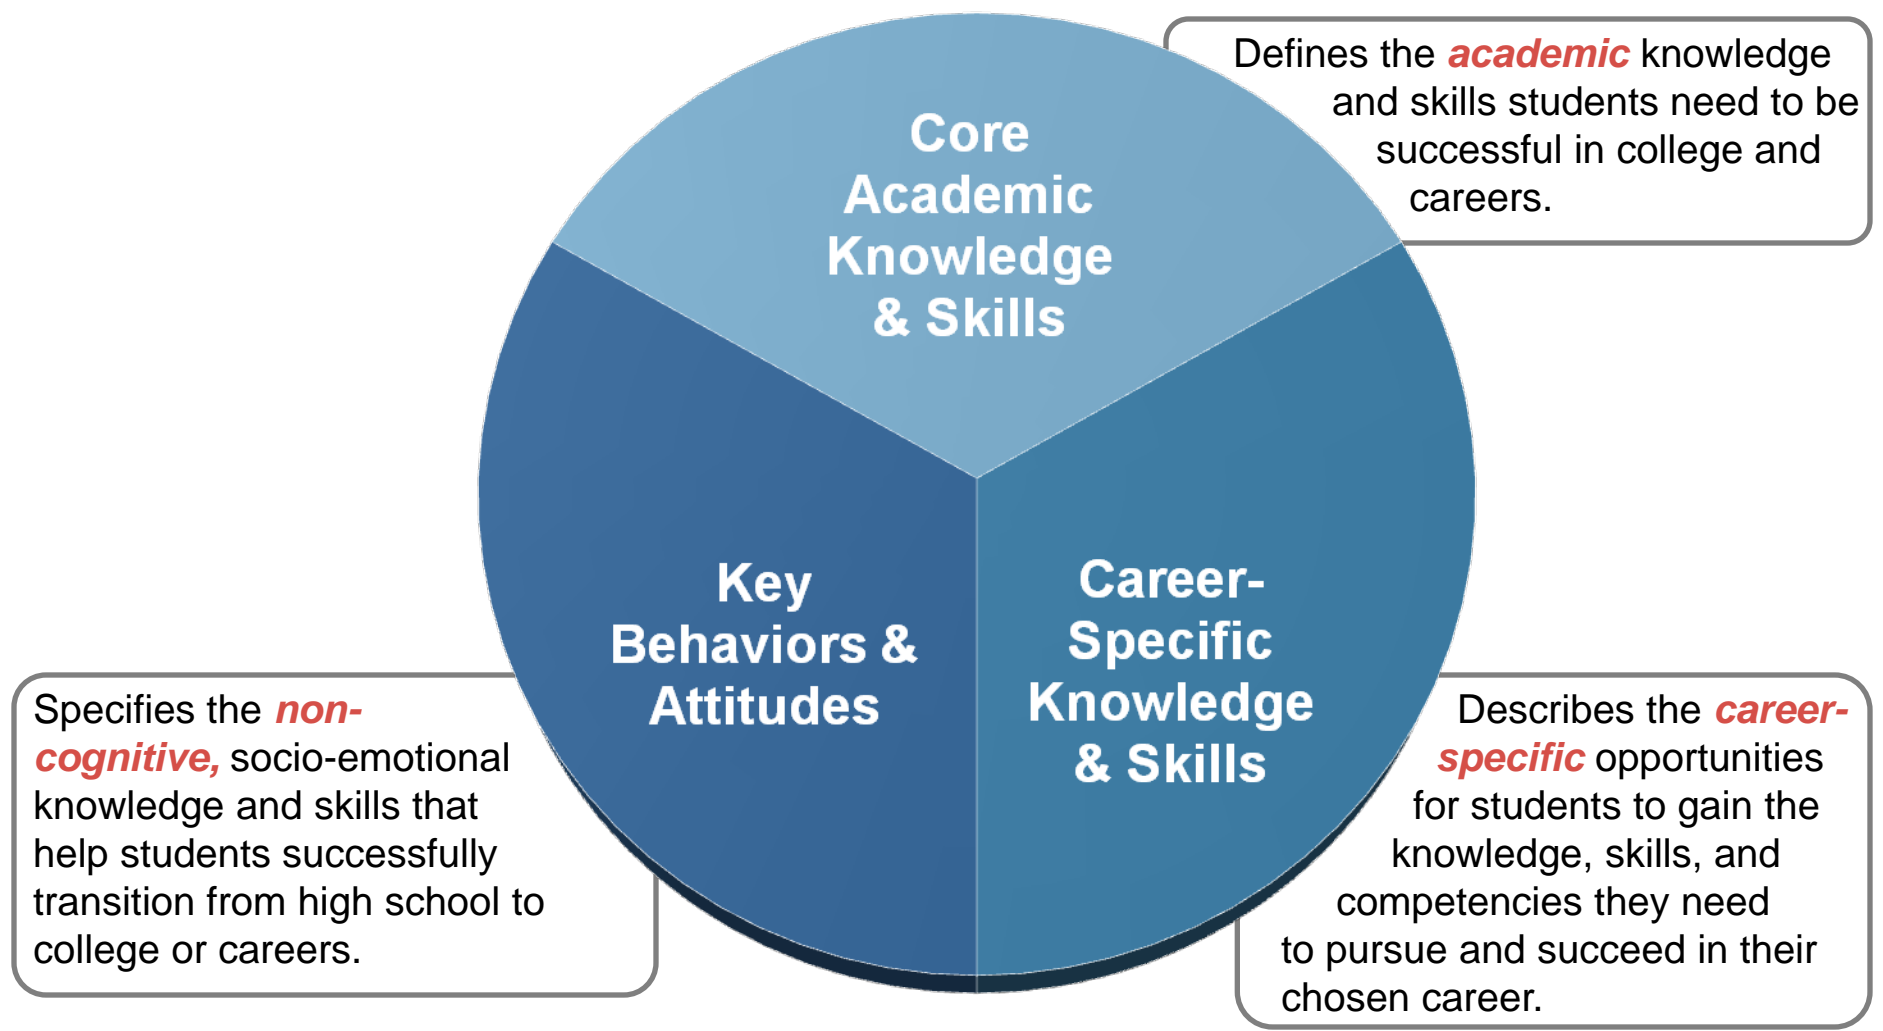 Core
Academic
Knowledge
& Skills
Defines the academic knowledge
and skills students need to be
successful in college and
careers.
Key
Behaviors &
Attitudes
Specifies the non-
cognitive, socio-emotional
knowledge and skills that
help students successfully
transition from high school to
college or careers.
Career-
Specific
Knowledge
& Skills
Describes the career-
specific opportunities
for students to gain the
knowledge, skills, and
competencies they need
to pursue and succeed in their
chosen career.